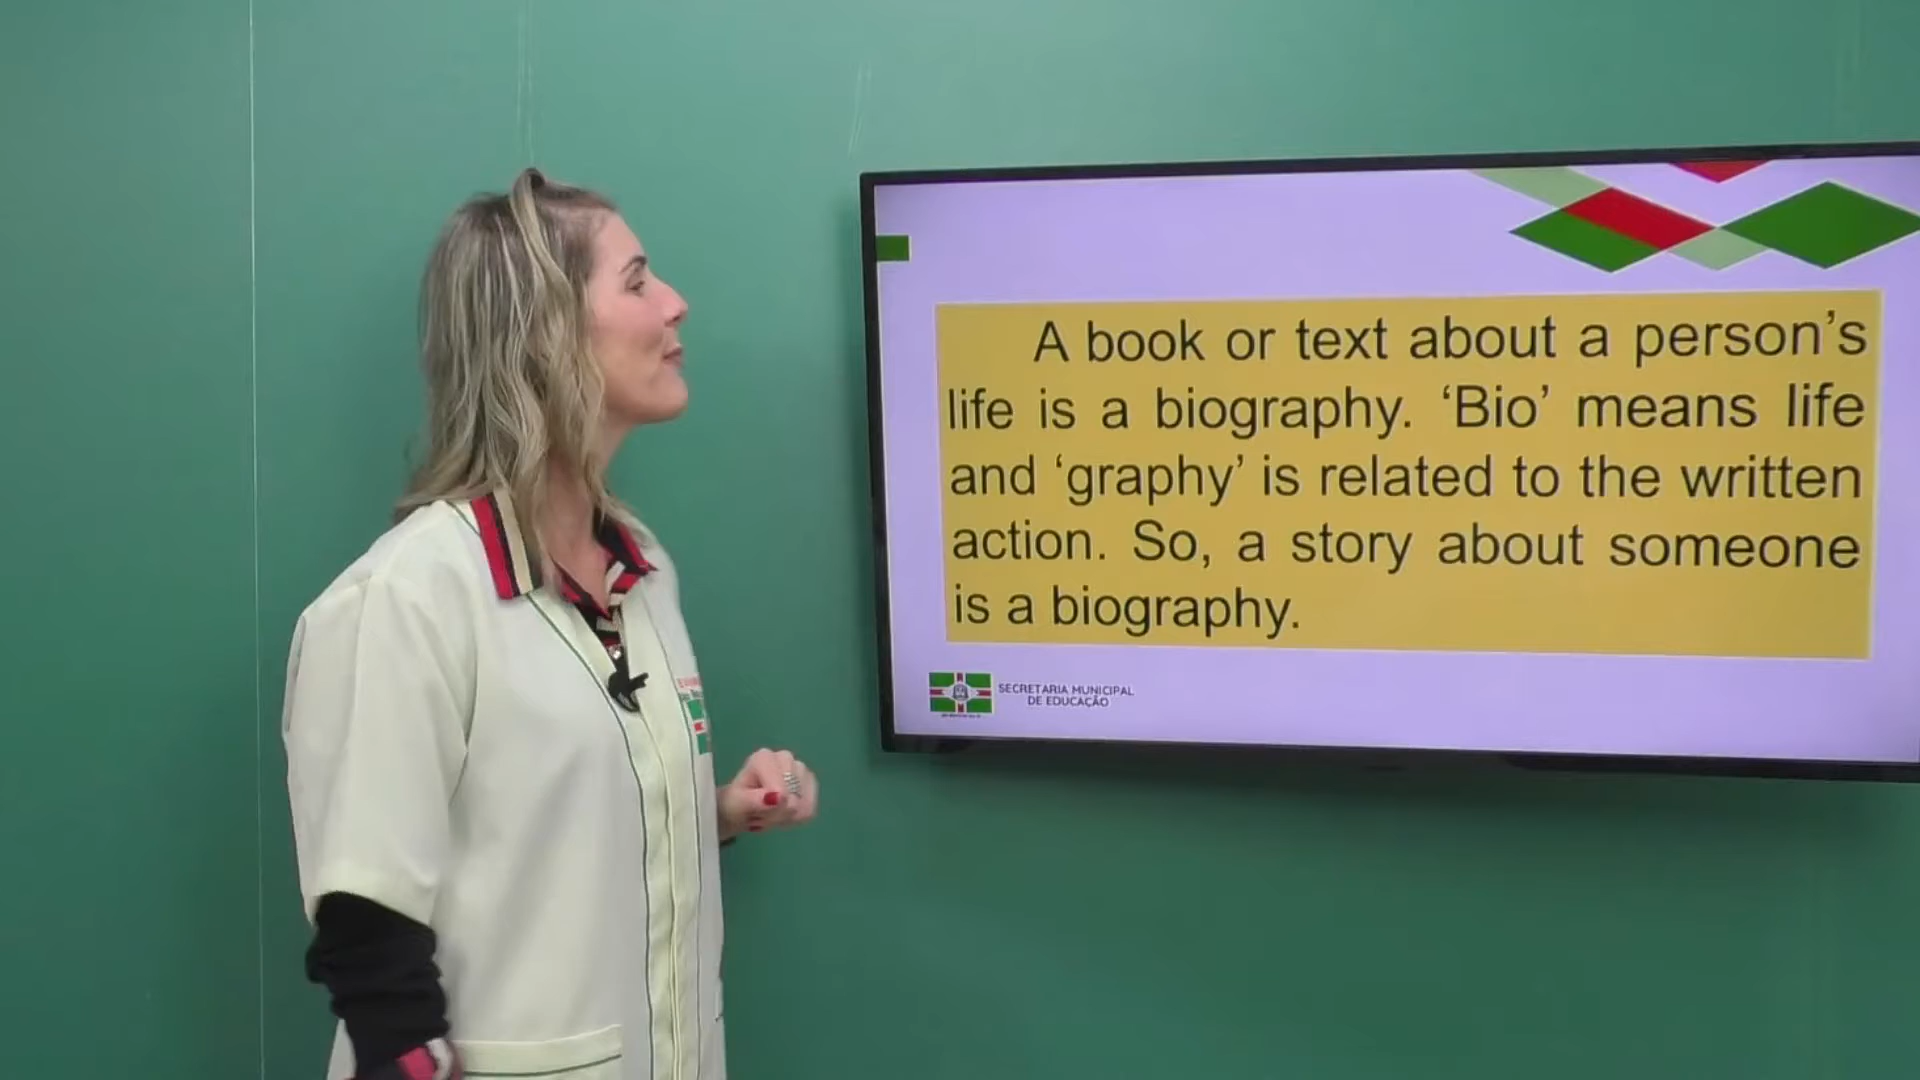 A book or text about a person’s
life is a biography. ‘Bio’ means life
and ‘graphy’ is related to the written
action. So, a story about someone
is a biography.
SECRETARIA MUNICIPAL
DE EDUCAÇÃO